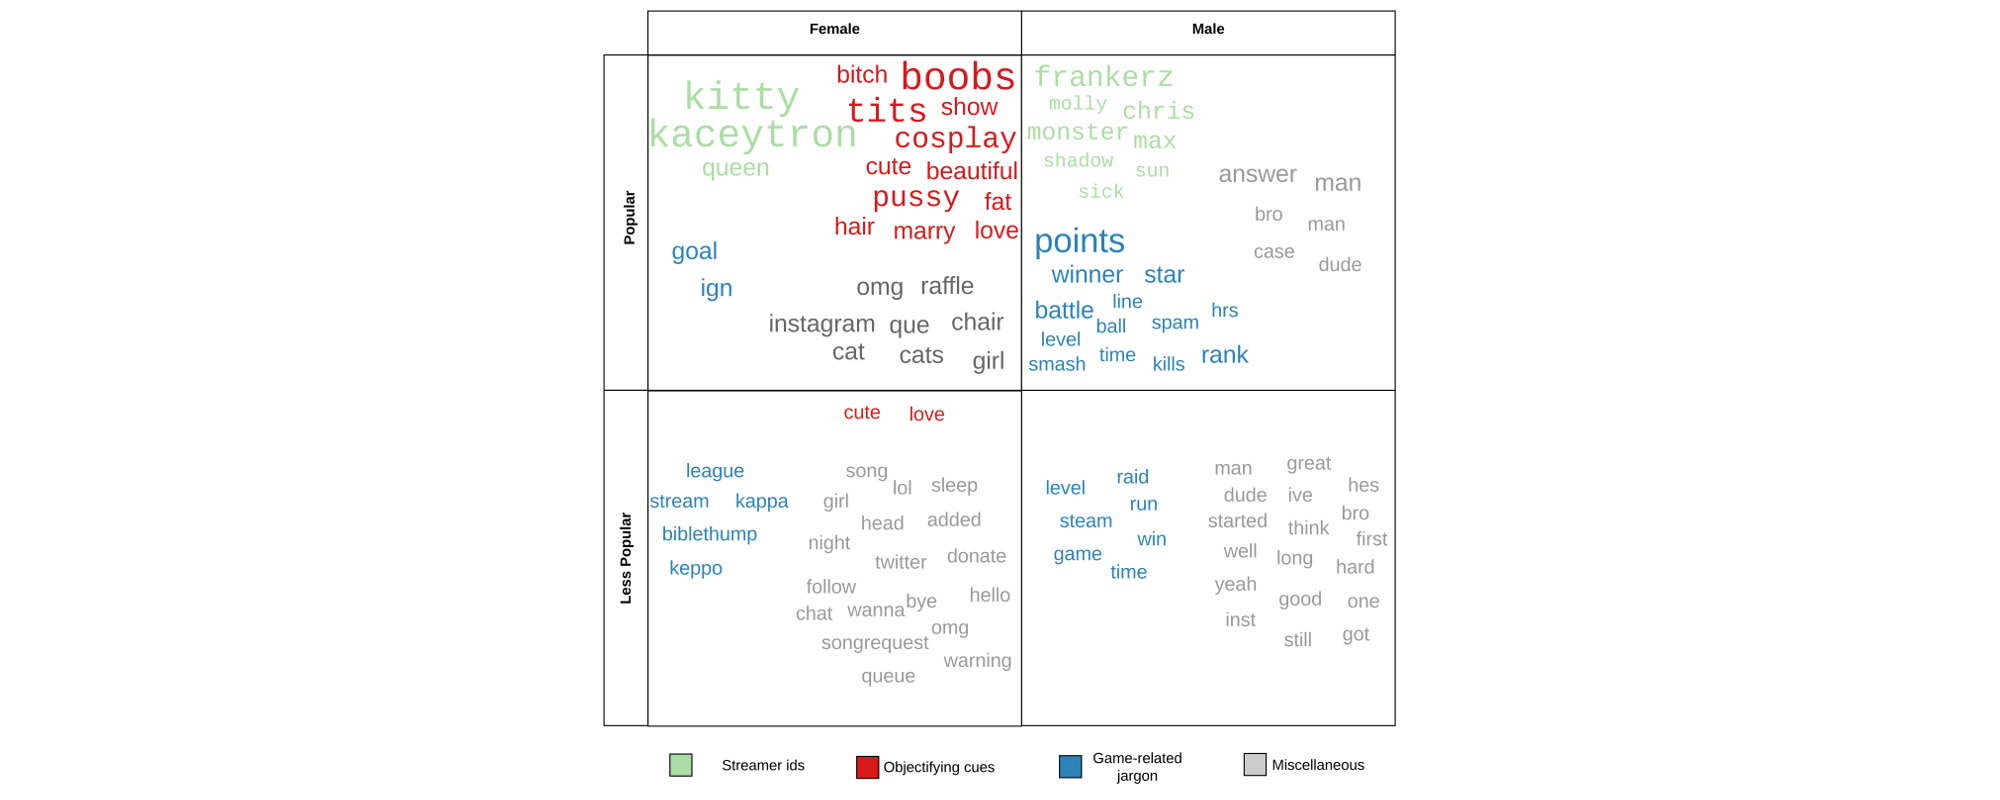 Female
Male
Popular
kitty
kaceytron
queen
bitch boobs
tits show
cosplay
cute beautiful
pussy fat
hair marry love
goal
ign
omg raffle
instagram que chair
cat cats girl
frankerz
molly chris
monster max
shadow sun
sick
answer man
bro man
case dude
points
winner star
battle line hrs
ball spam
level
smash time kills rank
Less Popular
cute love
league
stream kappa
biblethump
keppo
song lol sleep
girl
head added
night
twitter donate
follow
chat wanna bye hello
omg
songrequest
warning
queue
level raid
run
steam
win
game
time
man great
dude ive hes
started think bro
first
well long hard
yeah
good one
inst
still got
Streamer ids
Objectifying cues
Game-related
jargon
Miscellaneous